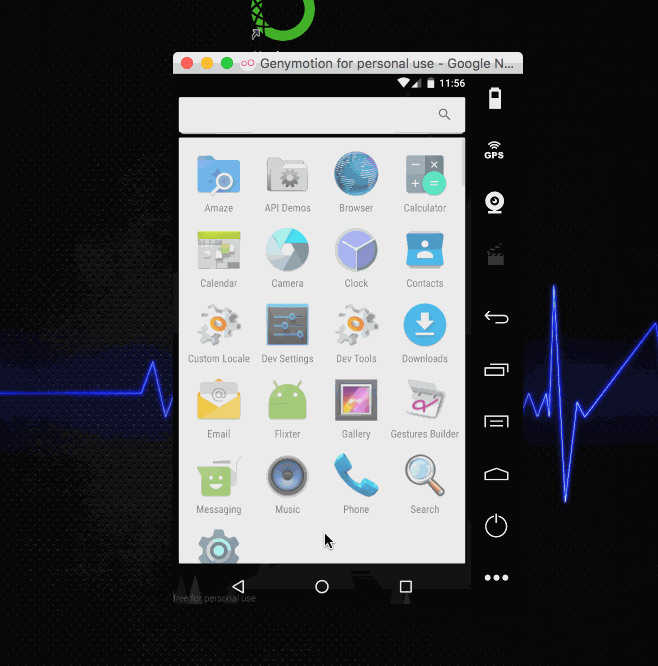 Genymotion for personal use - Google N...
11:56
GPS
Amaze API Demos Browser Calculator
Calendar Camera Clock Contacts
Custom Locale Dev Settings Dev Tools Downloads
Email Flixter Gallery Gestures Builder
Messaging Music Phone Search
free for personal use